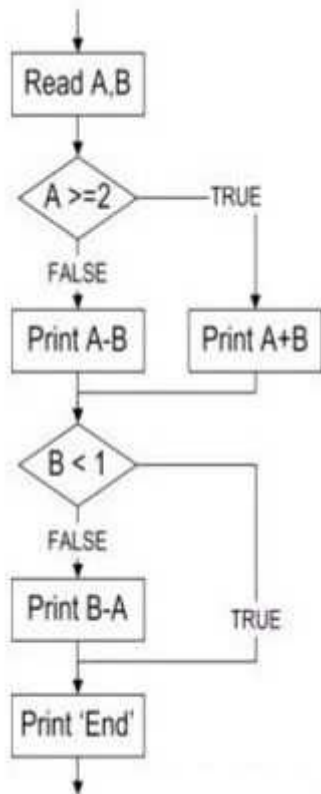 Read A,B
A >=2
TRUE
FALSE
Print A-B
Print A+B
B < 1
FALSE
Print B-A
TRUE
Print ‘End’